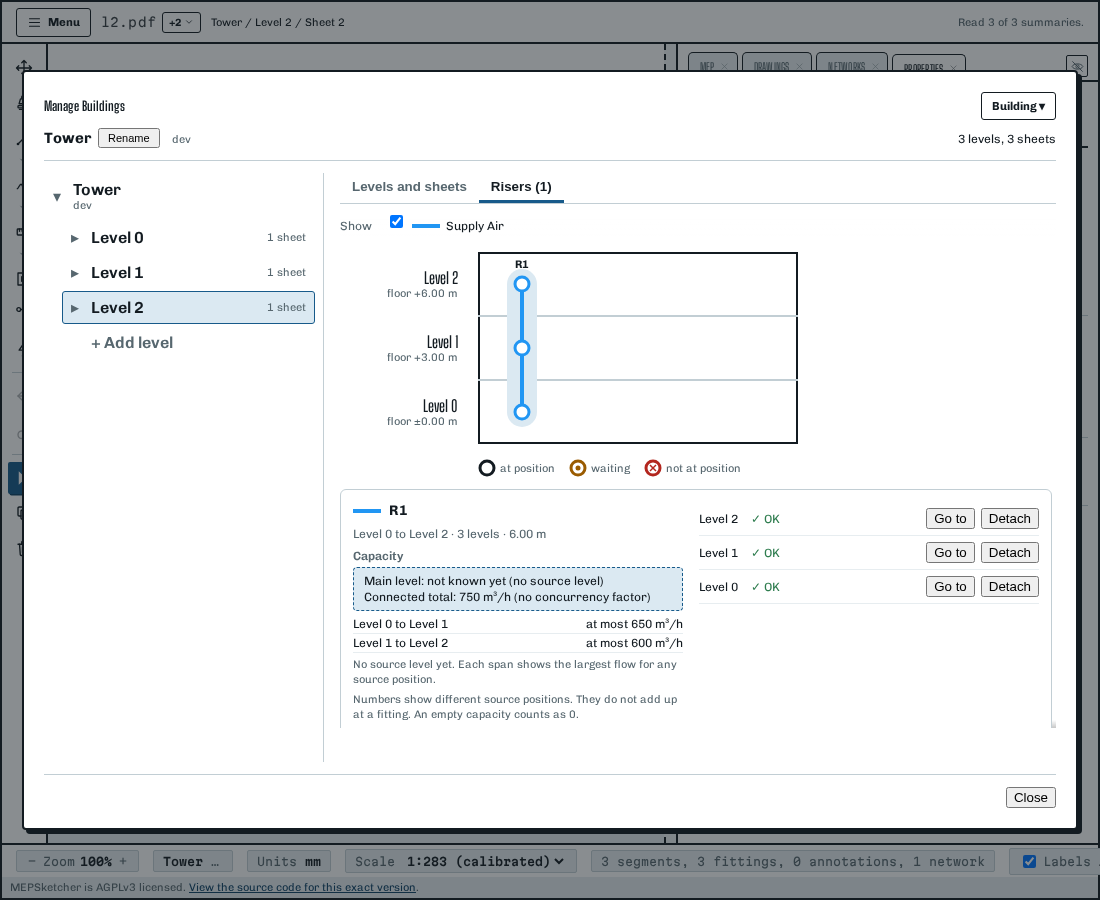 Menu
l2.pdf
+2
Tower / Level 2 / Sheet 2
Read 3 of 3 summaries.
MEP
DRAWINGS
NETWORKS
PROPERTIES
Manage Buildings
Building ▾
Tower
Rename
dev
3 levels, 3 sheets
▼ Tower
dev
▶ Level 0 1 sheet
▶ Level 1 1 sheet
▶ Level 2 1 sheet
+ Add level
Levels and sheets
Risers (1)
Show
Supply Air
R1
Level 2
floor +6.00 m
Level 1
floor +3.00 m
Level 0
floor ±0.00 m
at position
waiting
not at position
R1
Level 0 to Level 2 · 3 levels · 6.00 m
Capacity
Main level: not known yet (no source level)
Connected total: 750 m³/h (no concurrency factor)
Level 0 to Level 1 at most 650 m³/h
Level 1 to Level 2 at most 600 m³/h
No source level yet. Each span shows the largest flow for any
source position.
Numbers show different source positions. They do not add up
at a fitting. An empty capacity counts as 0.
Level 2 ✓ OK Go to Detach
Level 1 ✓ OK Go to Detach
Level 0 ✓ OK Go to Detach
Close
− Zoom 100% +
Tower …
Units mm
Scale 1:283 (calibrated)
3 segments, 3 fittings, 0 annotations, 1 network
Labels
MEPSketcher is AGPLv3 licensed. View the source code for this exact version.